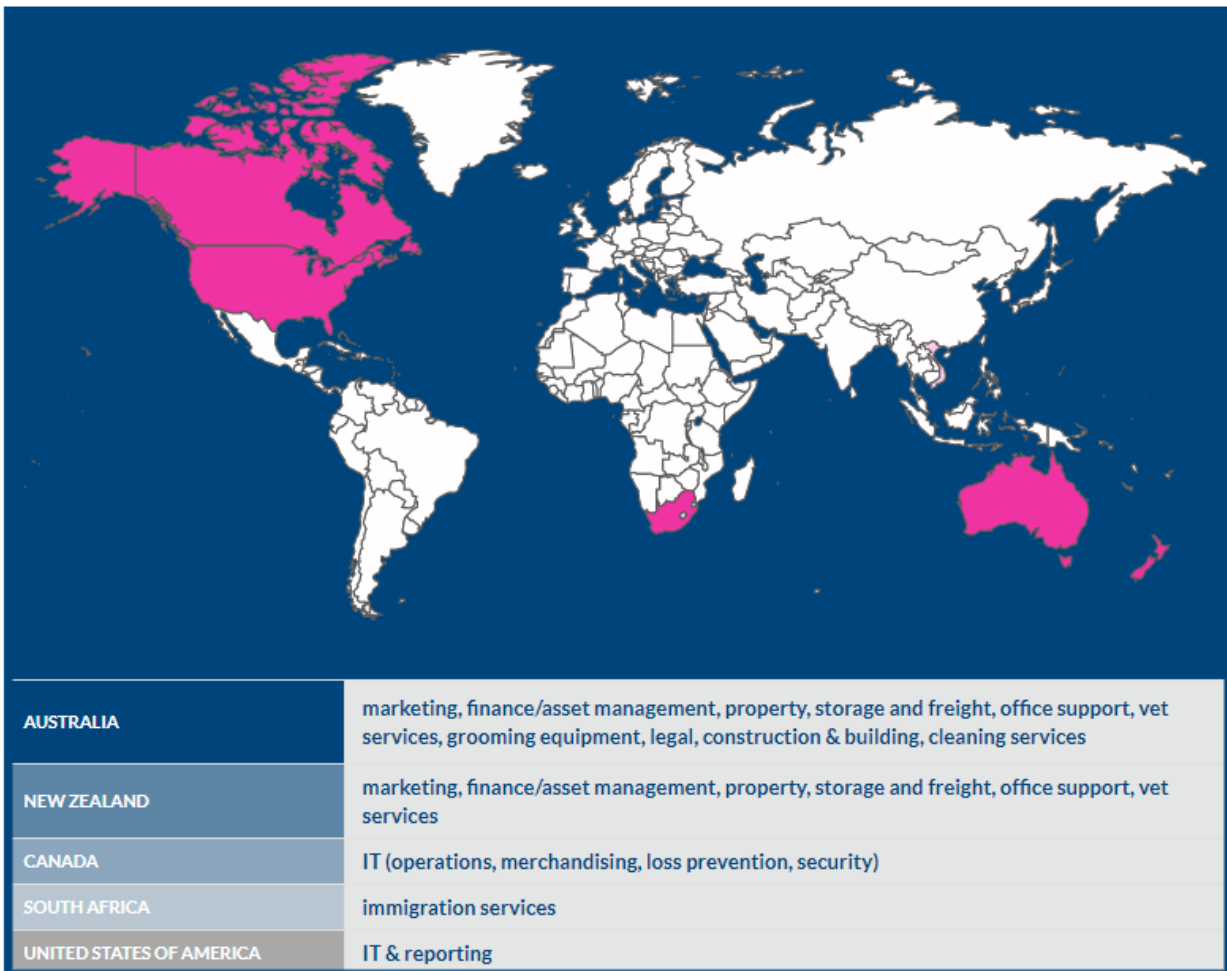 AUSTRALIA
marketing, finance/asset management, property, storage and freight, office support, vet
services, grooming equipment, legal, construction & building, cleaning services
NEW ZEALAND
marketing, finance/asset management, property, storage and freight, office support, vet
services
CANADA
IT (operations, merchandising, loss prevention, security)
SOUTH AFRICA
immigration services
UNITED STATES OF AMERICA
IT & reporting